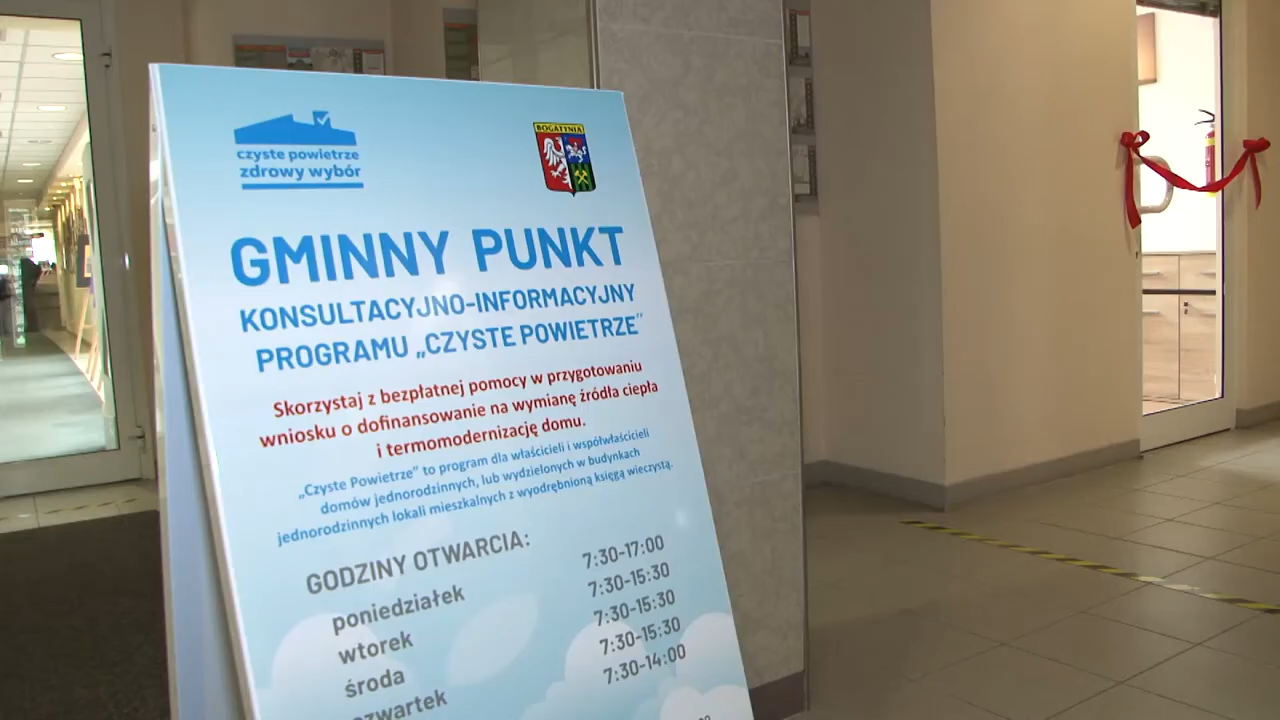 czyste powietrze
zdrowy wybór
BOGATYNIA
GMINNY PUNKT
KONSULTACYJNO-INFORMACYJNY
PROGRAMU „CZYSTE POWIETRZE”
Skorzystaj z bezpłatnej pomocy w przygotowaniu
wniosku o dofinansowanie na wymianę źródła ciepła
i termomodernizację domu.
„Czyste Powietrze” to program dla właścicieli i współwłaścicieli
domów jednorodzinnych, lub wydzielonych w budynkach
jednorodzinnych lokali mieszkalnych z wyodrębnioną księgą wieczystą.
GODZINY OTWARCIA:
poniedziałek 7:30-17:00
wtorek 7:30-15:30
środa 7:30-15:30
czwartek 7:30-15:30
7:30-14:00